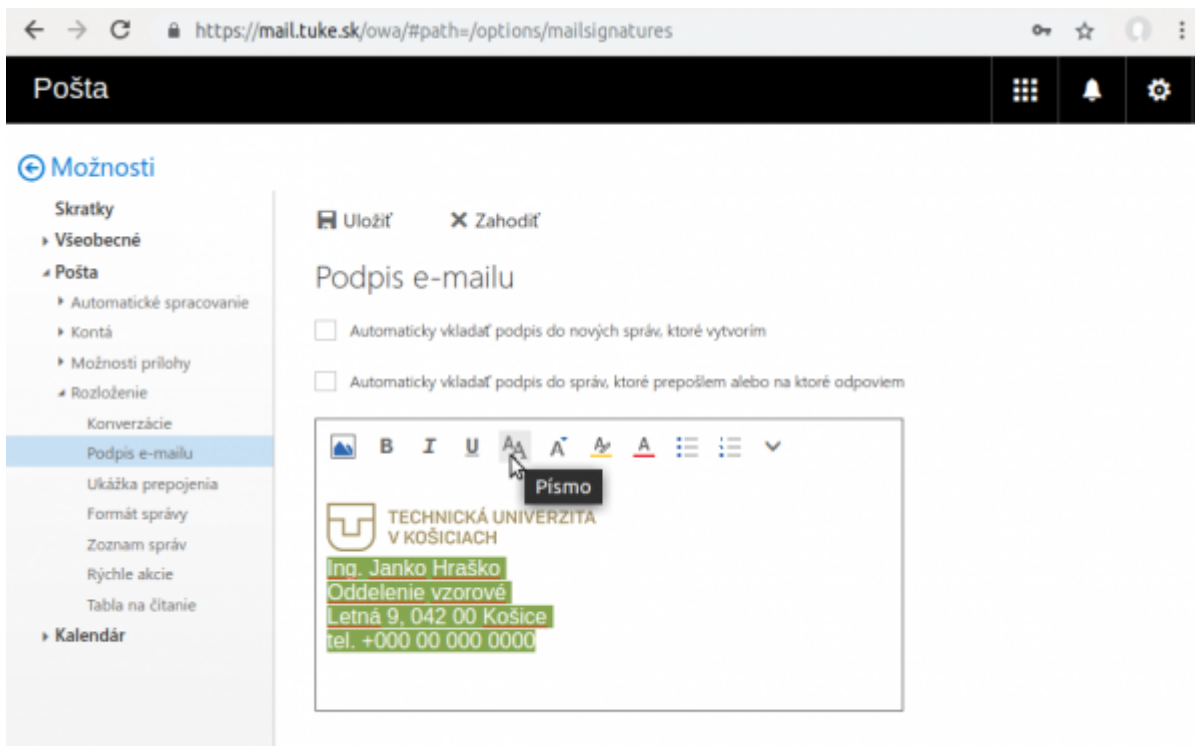 https://mail.tuke.sk/owa/#path=/options/mailsignatures
Pošta
Možnosti
Skratky
Všeobecné
Pošta
Automatické spracovanie
Kontá
Možnosti prílohy
Rozloženie
Konverzácie
Podpis e-mailu
Ukážka prepojenia
Formát správy
Zoznam správ
Rýchle akcie
Tabla na čítanie
Kalendár
Uložiť Zahodiť
Podpis e-mailu
Automaticky vkladať podpis do nových správ, ktoré vytvorím
Automaticky vkladať podpis do správ, ktoré prepošlem alebo na ktoré odpoviem
B I U AA A A A
Písmo
TECHNICKÁ UNIVERZITA
V KOŠICIACH
Ing. Janko Hraško
Oddelenie vzorové
Letná 9, 042 00 Košice
tel. +000 00 000 0000